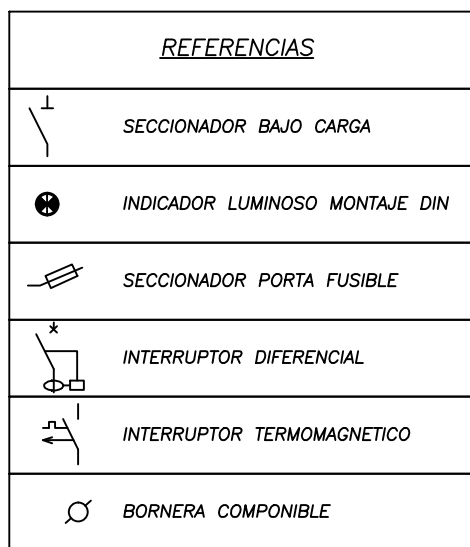 REFERENCIAS
SECCIONADOR BAJO CARGA
INDICADOR LUMINOSO MONTAJE DIN
SECCIONADOR PORTA FUSIBLE
INTERRUPTOR DIFERENCIAL
INTERRUPTOR TERMOMAGNETICO
BORNERA COMPONIBLE